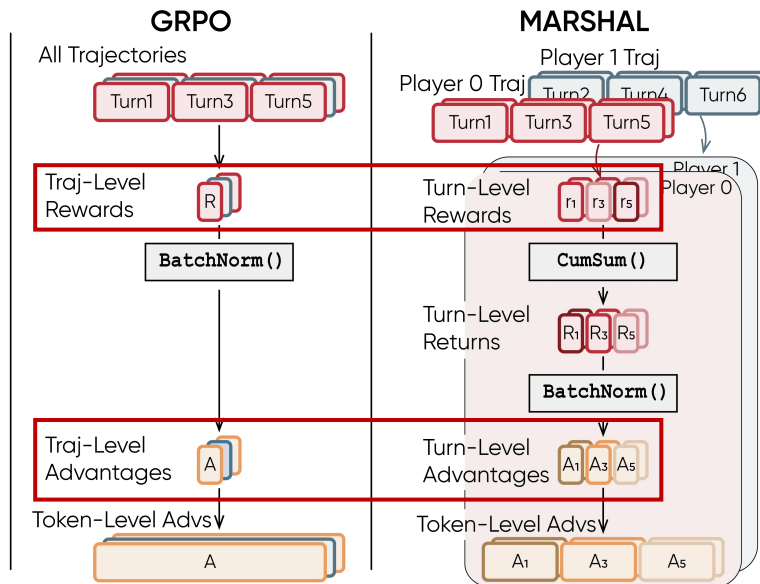 GRPO
All Trajectories
Turn1 Turn3 Turn5
Traj-Level
Rewards
R
BatchNorm()
Traj-Level
Advantages
A
Token-Level Advs
A
MARSHAL
Player 1 Traj
Turn2 Turn4 Turn6
Player 0 Traj
Turn1 Turn3 Turn5
Player 1
Player 0
Turn-Level
Rewards
r₁ r₃ r₅
CumSum()
Turn-Level
Returns
R₁ R₃ R₅
BatchNorm()
Turn-Level
Advantages
A₁ A₃ A₅
Token-Level Advs
A₁ A₃ A₅